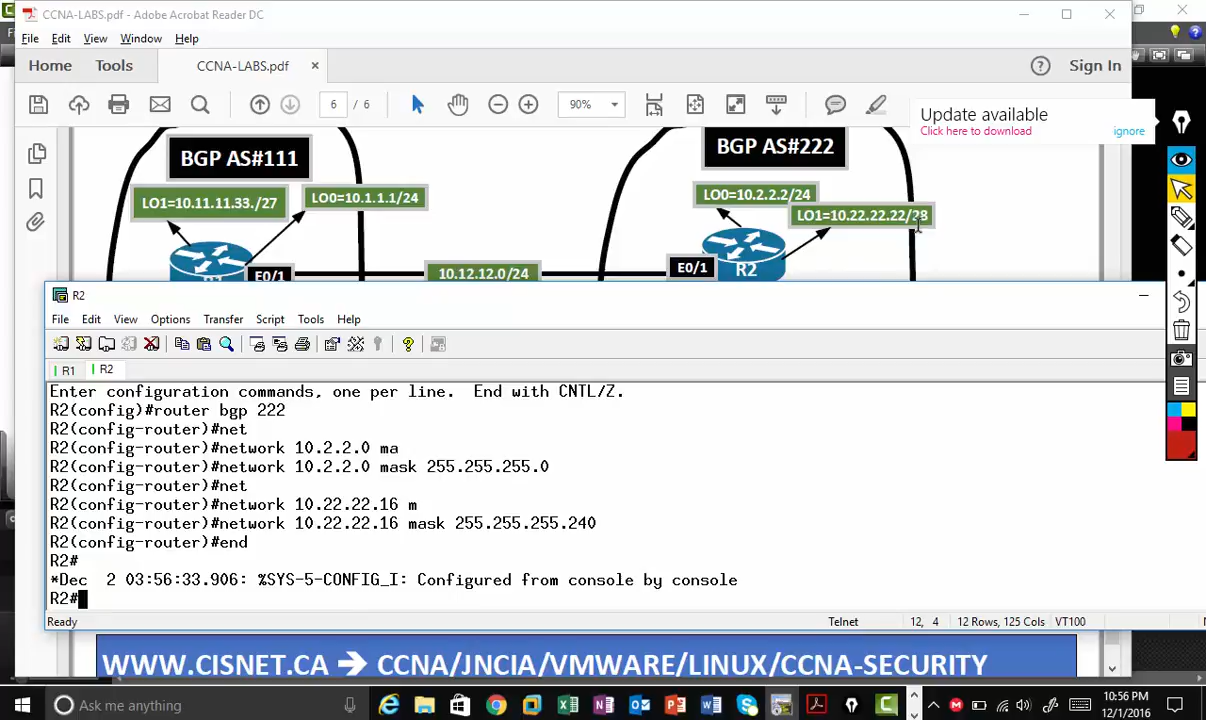 CCNA-LABS.pdf - Adobe Acrobat Reader DC
File Edit View Window Help
Home Tools CCNA-LABS.pdf × Sign In
6 / 6 90%
Update available
Click here to download ignore
BGP AS#111
BGP AS#222
LO1=10.11.11.33./27
LO0=10.1.1.1/24
LO0=10.2.2.2/24
LO1=10.22.22.22/28
E0/1
10.12.12.0/24
E0/1
R2
R2
File Edit View Options Transfer Script Tools Help
R1 R2
Enter configuration commands, one per line.  End with CNTL/Z.
R2(config)#router bgp 222
R2(config-router)#net
R2(config-router)#network 10.2.2.0 ma
R2(config-router)#network 10.2.2.0 mask 255.255.255.0
R2(config-router)#net
R2(config-router)#network 10.22.22.16 m
R2(config-router)#network 10.22.22.16 mask 255.255.255.240
R2(config-router)#end
R2#
*Dec  2 03:56:33.906: %SYS-5-CONFIG_I: Configured from console by console
R2#
Ready Telnet 12, 4 12 Rows, 125 Cols VT100
WWW.CISNET.CA → CCNA/JNCIA/VMWARE/LINUX/CCNA-SECURITY
Ask me anything
10:56 PM
12/1/2016